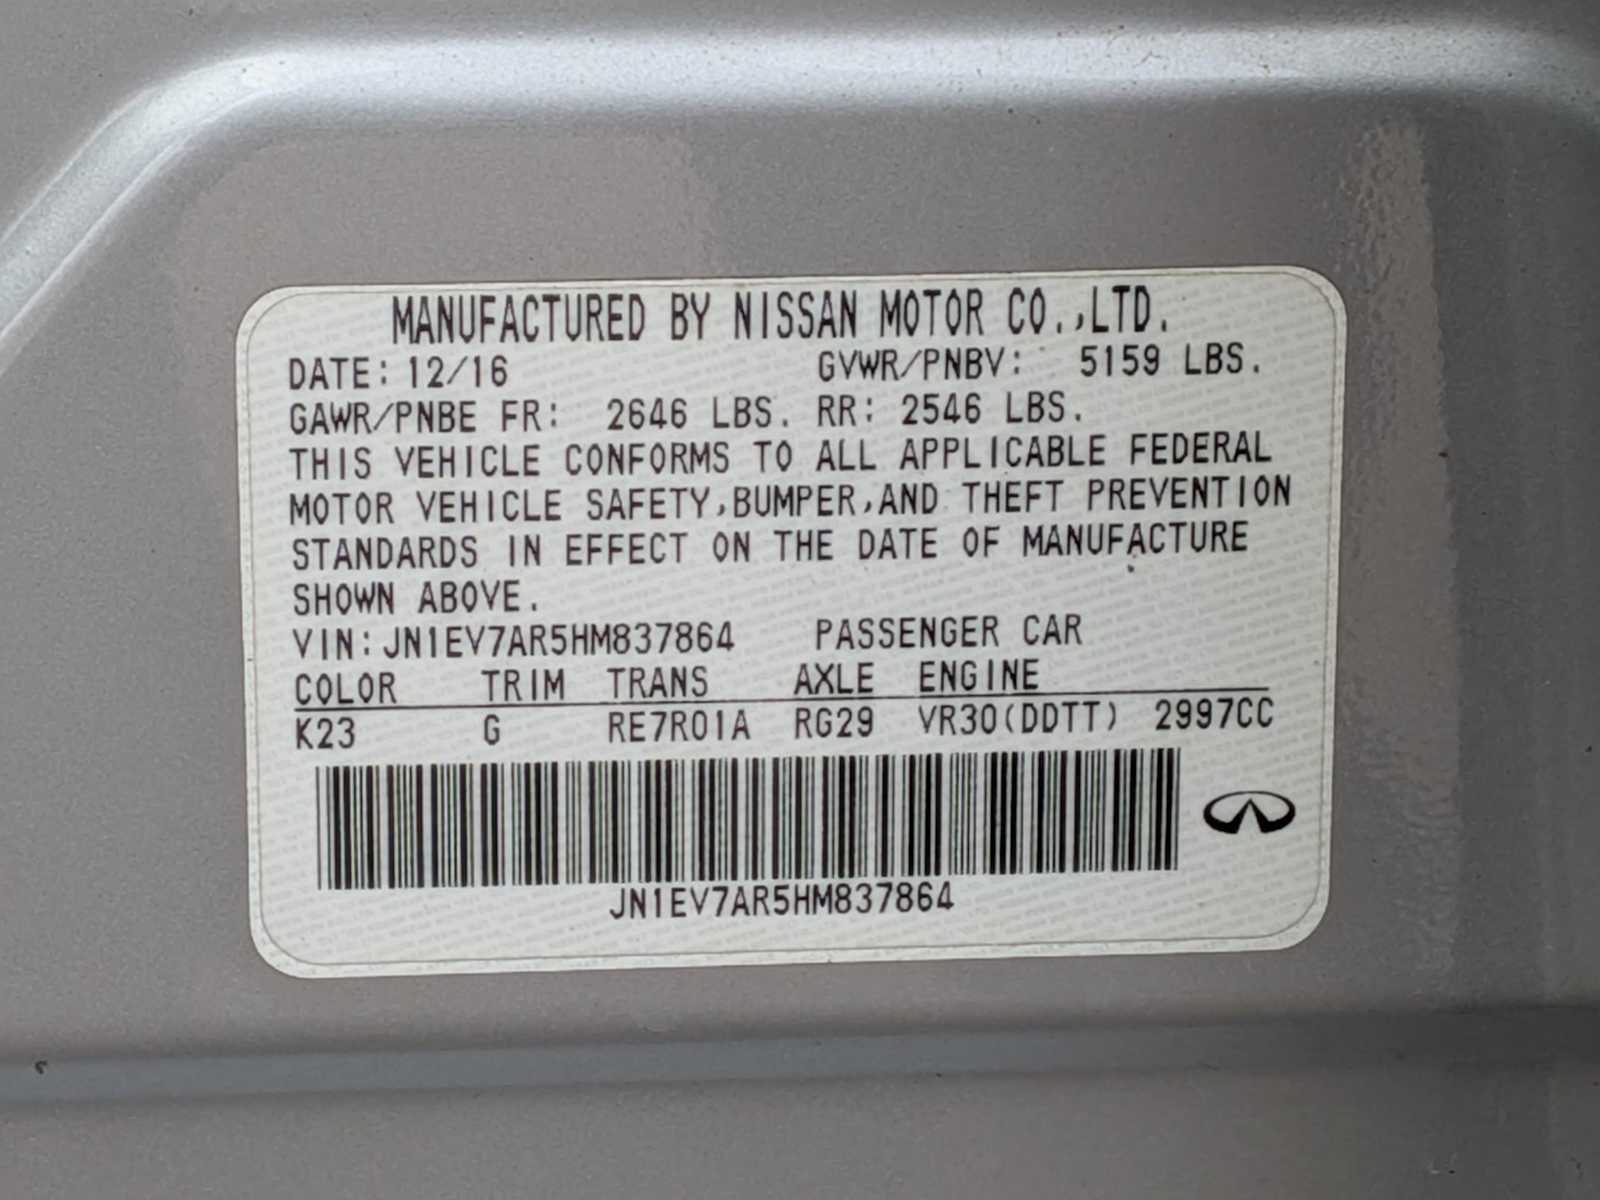 MANUFACTURED BY NISSAN MOTOR CO.,LTD.
DATE: 12/16 GVWR/PNBV: 5159 LBS.
GAWR/PNBE FR: 2646 LBS. RR: 2546 LBS.
THIS VEHICLE CONFORMS TO ALL APPLICABLE FEDERAL
MOTOR VEHICLE SAFETY,BUMPER,AND THEFT PREVENTION
STANDARDS IN EFFECT ON THE DATE OF MANUFACTURE
SHOWN ABOVE.
VIN:JN1EV7AR5HM837864 PASSENGER CAR
COLOR TRIM TRANS AXLE ENGINE
K23 G RE7R01A RG29 VR30(DDTT) 2997CC
JN1EV7AR5HM837864